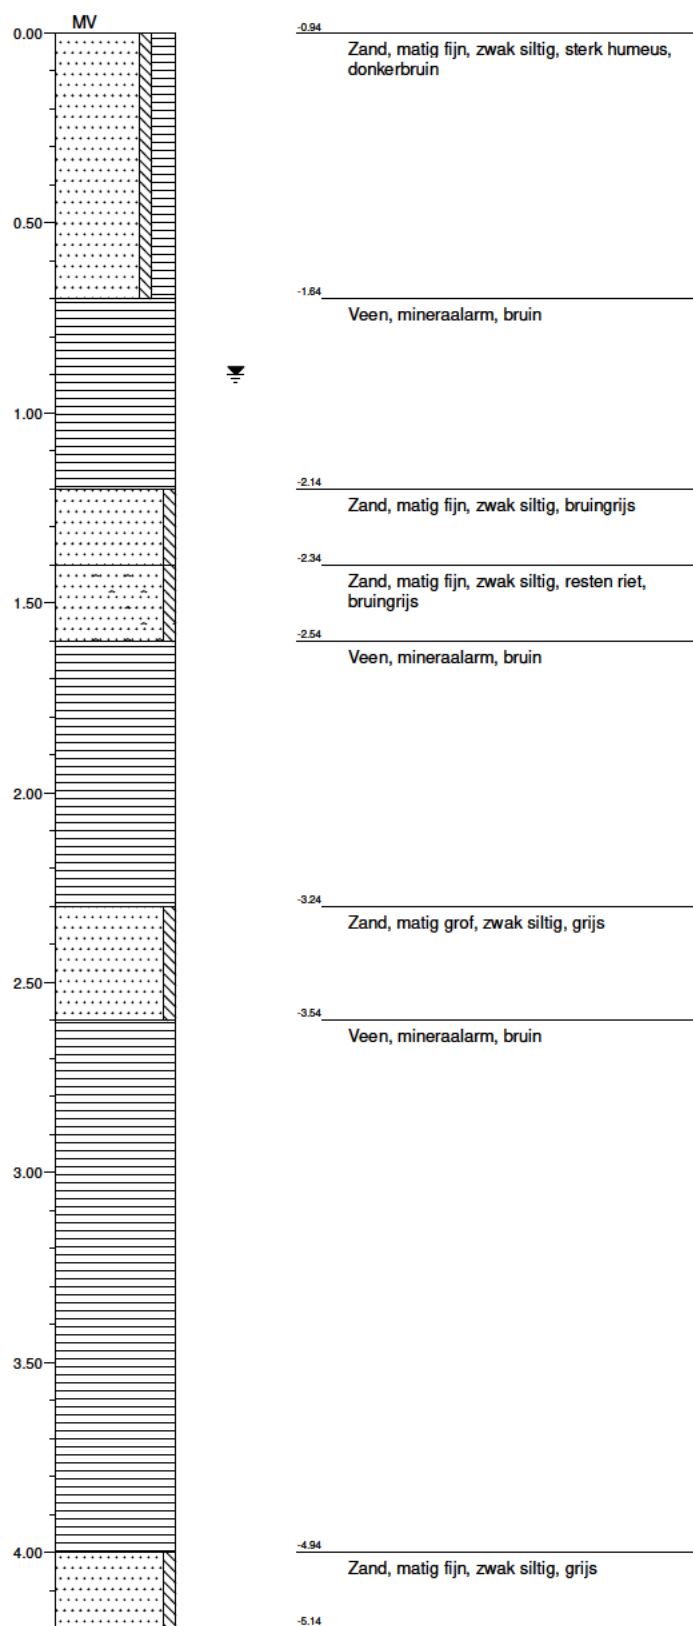 MV
0.00
-0.94
Zand, matig fijn, zwak siltig, sterk humeus,
donkerbruin
0.50
-1.64
Veen, mineraalarm, bruin
1.00
-2.14
Zand, matig fijn, zwak siltig, bruingrijs
-2.34
Zand, matig fijn, zwak siltig, resten riet,
bruingrijs
1.50
-2.54
Veen, mineraalarm, bruin
2.00
-3.24
Zand, matig grof, zwak siltig, grijs
2.50
-3.54
Veen, mineraalarm, bruin
3.00
3.50
4.00
-4.94
Zand, matig fijn, zwak siltig, grijs
-5.14